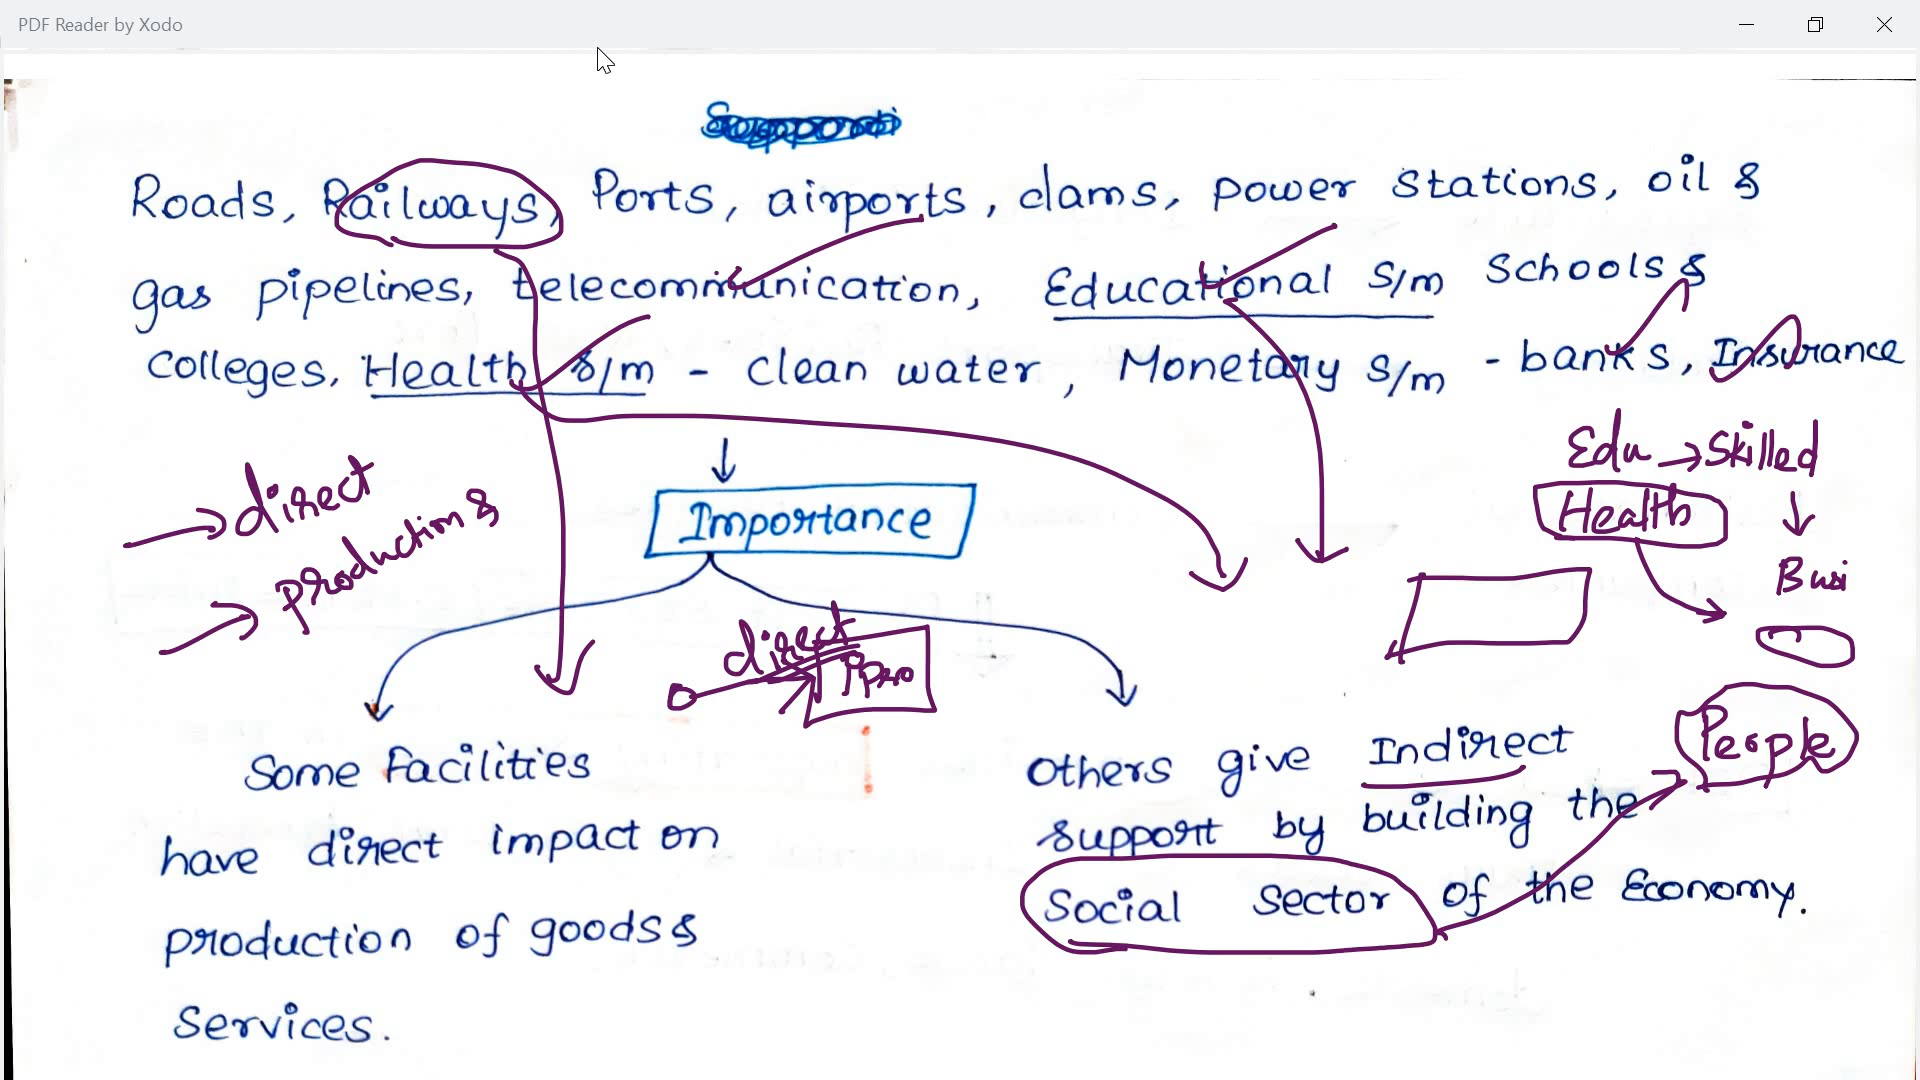 PDF Reader by Xodo
Roads, Railways, Ports, airports, dams, power stations, oil &
gas pipelines, telecommunication, Educational S/m Schools &
Colleges, Health S/m - clean water, Monetary S/m - banks, Insurance
Edu → Skilled
Health
Busi
→ direct
→ production &
Importance
direct
People
Some facilities
have direct impact on
production of goods &
services.
Others give Indirect
support by building the
Social Sector of the Economy.